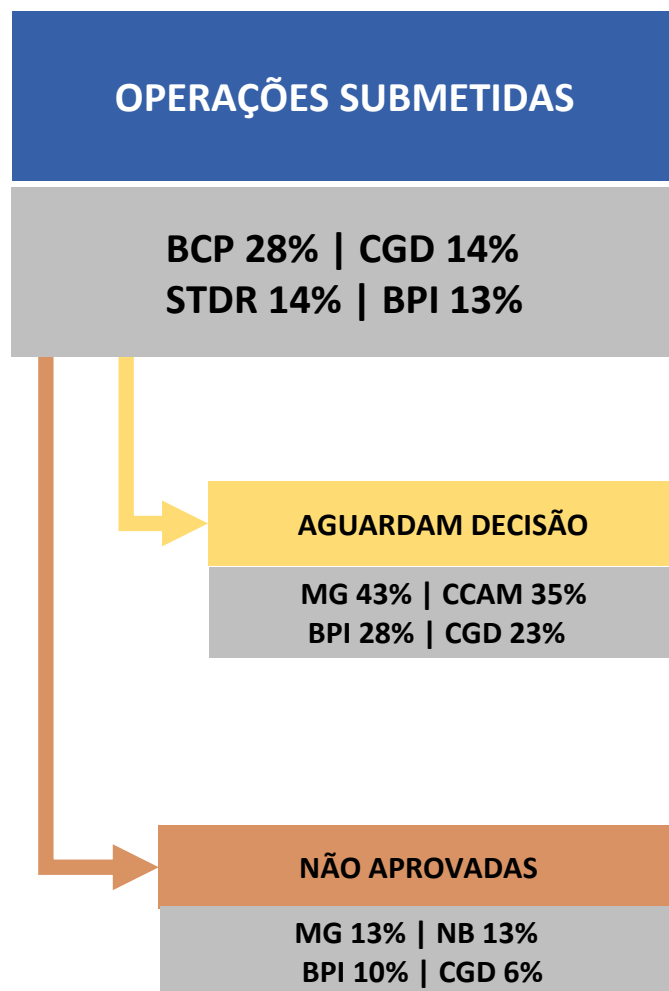 OPERAÇÕES SUBMETIDAS
BCP 28% | CGD 14%
STDR 14% | BPI 13%
AGUARDAM DECISÃO
MG 43% | CCAM 35%
BPI 28% | CGD 23%
NÃO APROVADAS
MG 13% | NB 13%
BPI 10% | CGD 6%